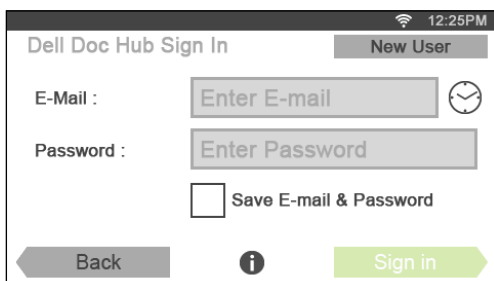 12:25PM
Dell Doc Hub Sign In New User
E-Mail : Enter E-mail
Password : Enter Password
Save E-mail & Password
Back Sign in